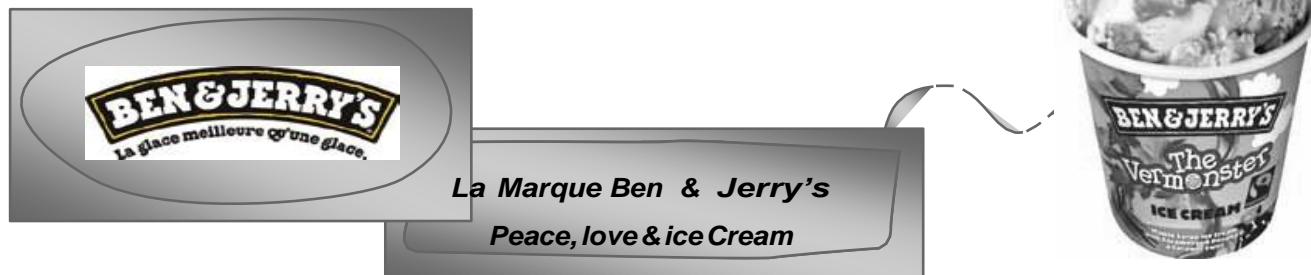 BEN & JERRY'S
La glace meilleure qu'une glace.
La Marque Ben & Jerry's
Peace, love & ice Cream
BEN & JERRY'S
The
Vermonster
ICE CREAM